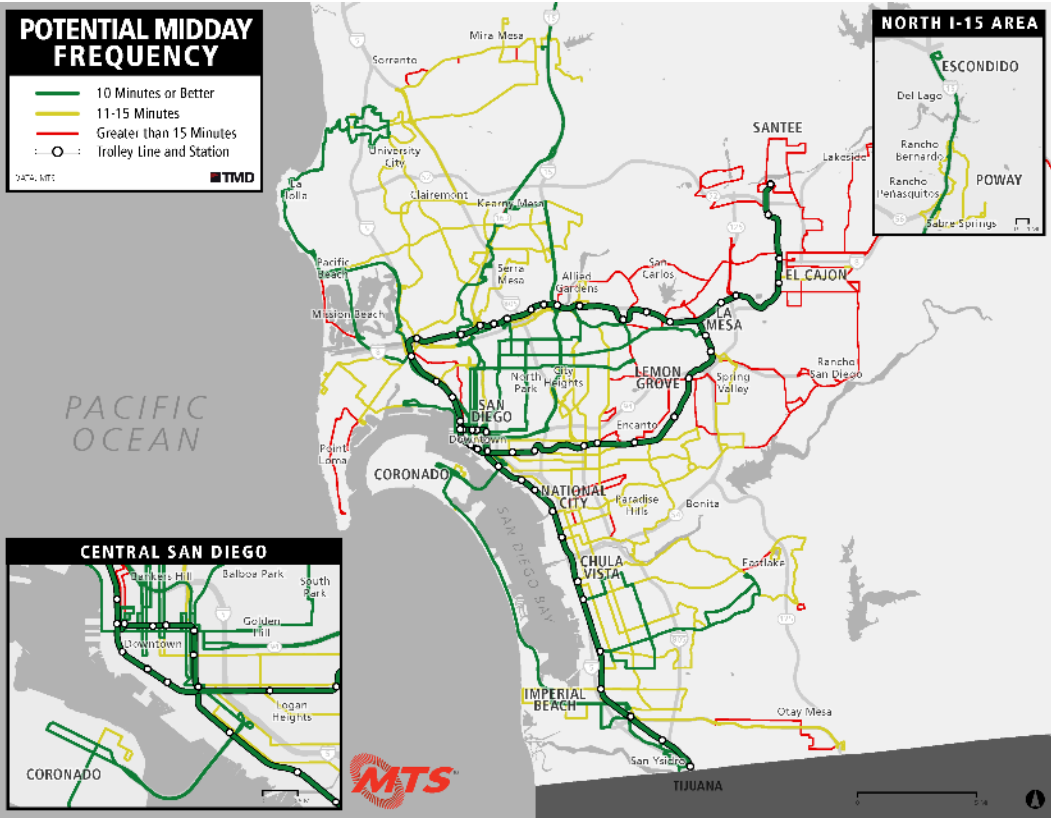 POTENTIAL MIDDAY
FREQUENCY
10 Minutes or Better
11-15 Minutes
Greater than 15 Minutes
Trolley Line and Station
DATA: MTS
TMD
NORTH I-15 AREA
ESCONDIDO
Del Lago
Rancho
Bernardo
POWAY
Rancho
Peñasquitos
Sabre Springs
Mira Mesa
Sorrento
University
City
La
Jolla
Clairemont
Kearny Mesa
SANTEE
Lakeside
Pacific
Beach
Serra
Mesa
Allied
Gardens
San
Carlos
EL CAJON
Mission Beach
LA
MESA
North
Park
City
Heights
LEMON
GROVE
Spring
Valley
Rancho
San Diego
PACIFIC
OCEAN
SAN
DIEGO
Downtown
Encanto
Point
Loma
CORONADO
NATIONAL
CITY
Paradise
Hills
Bonita
SAN DIEGO BAY
CHULA
VISTA
Eastlake
125
IMPERIAL
BEACH
Otay Mesa
San Ysidro
TIJUANA
CENTRAL SAN DIEGO
Bankers Hill
Balboa Park
South
Park
Golden
Hill
94
Downtown
Logan
Heights
5
CORONADO
MTS